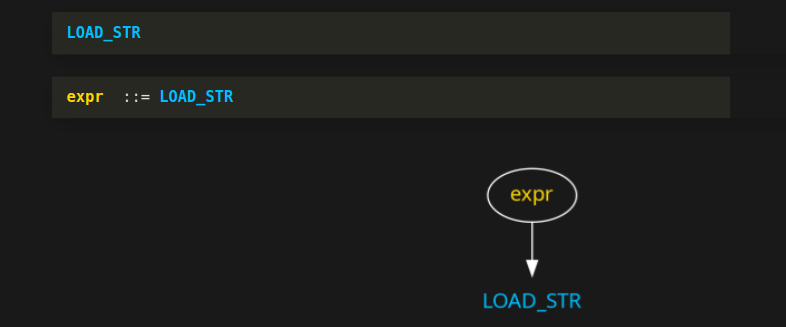 LOAD_STR
expr ::= LOAD_STR
expr
LOAD_STR